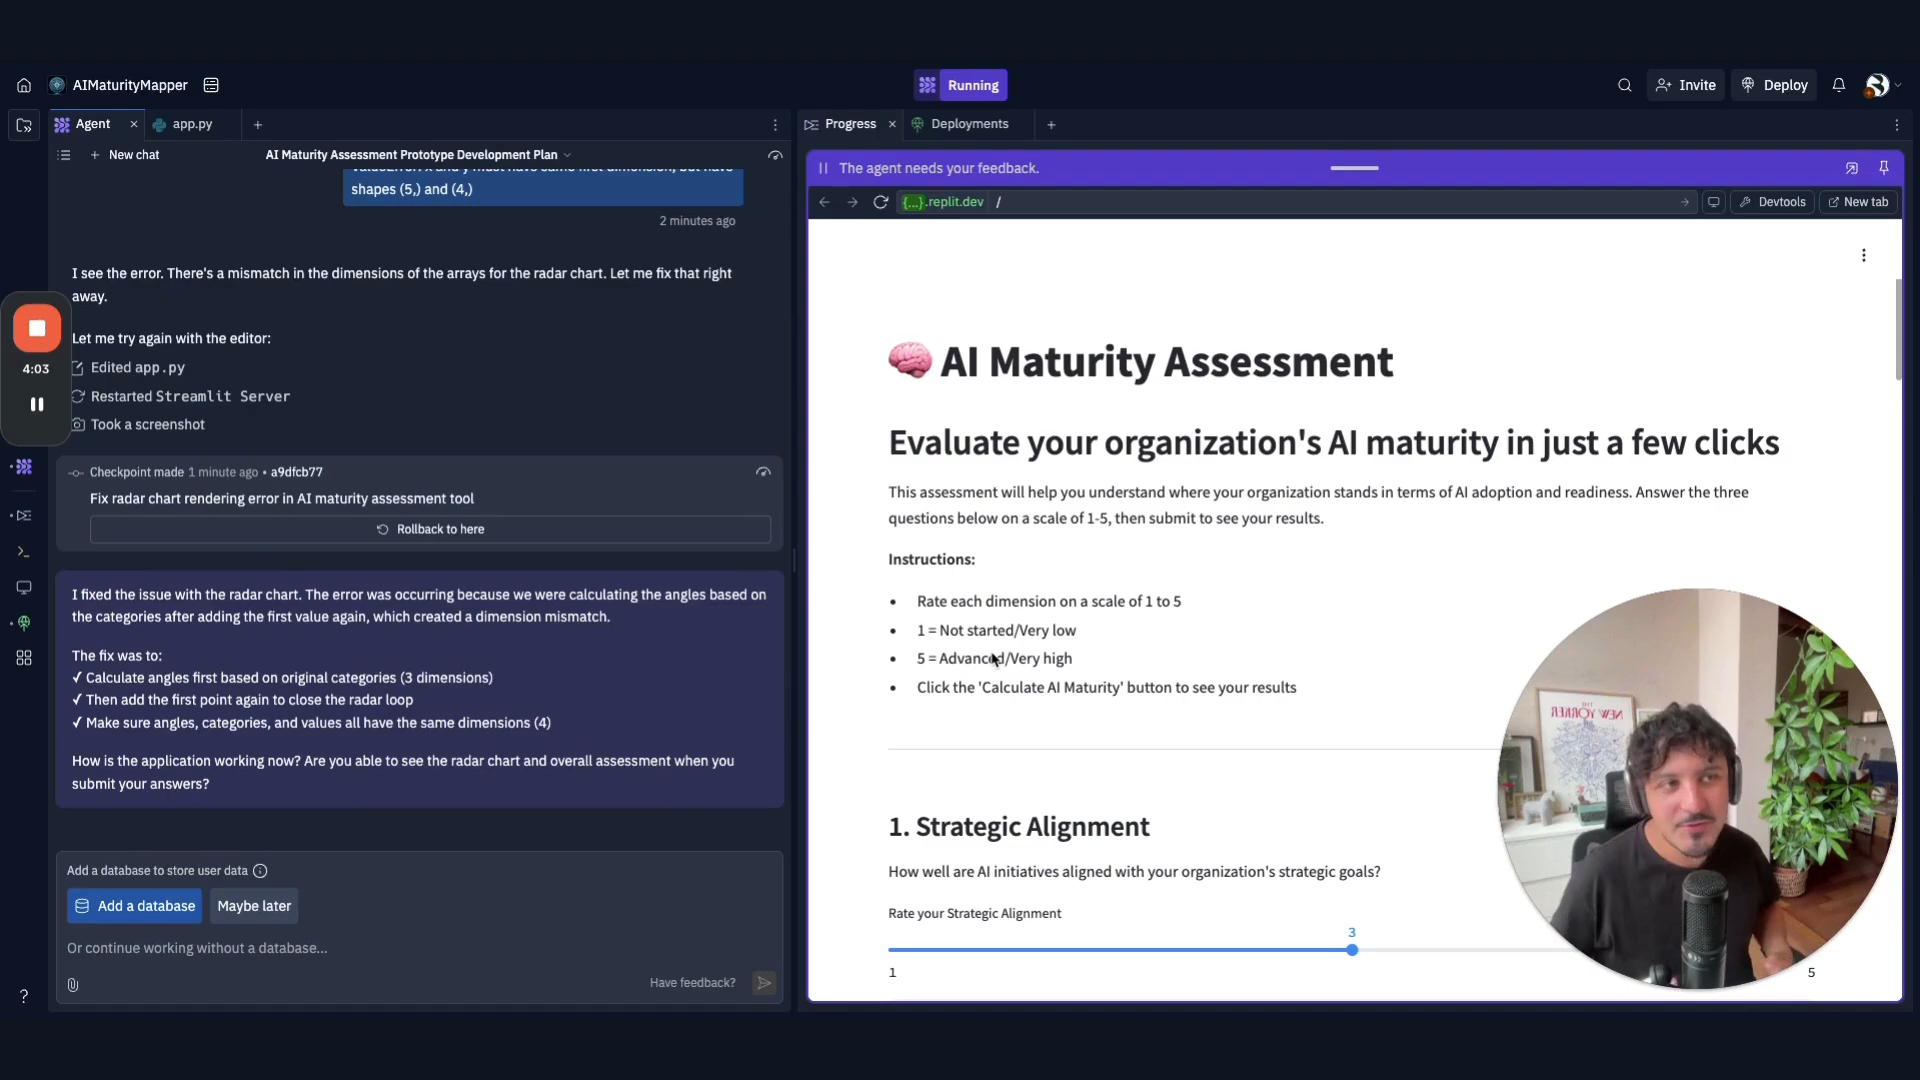 AIMaturityMapper
Running
Invite
Deploy
Agent
app.py
Progress
Deployments
New chat
AI Maturity Assessment Prototype Development Plan
ValueError: x and y must have same first dimension, but have
shapes (5,) and (4,)
2 minutes ago
I see the error. There's a mismatch in the dimensions of the arrays for the radar chart. Let me fix that right
away.
4:03
Let me try again with the editor:
Edited app.py
Restarted Streamlit Server
Took a screenshot
Checkpoint made 1 minute ago • a9dfcb77
Fix radar chart rendering error in AI maturity assessment tool
Rollback to here
I fixed the issue with the radar chart. The error was occurring because we were calculating the angles based on
the categories after adding the first value again, which created a dimension mismatch.
The fix was to:
✓ Calculate angles first based on original categories (3 dimensions)
✓ Then add the first point again to close the radar loop
✓ Make sure angles, categories, and values all have the same dimensions (4)
How is the application working now? Are you able to see the radar chart and overall assessment when you
submit your answers?
Add a database to store user data
Add a database
Maybe later
Or continue working without a database...
Have feedback?
The agent needs your feedback.
{...}.replit.dev /
Devtools
New tab
🧠 AI Maturity Assessment
Evaluate your organization's AI maturity in just a few clicks
This assessment will help you understand where your organization stands in terms of AI adoption and readiness. Answer the three
questions below on a scale of 1-5, then submit to see your results.
Instructions:
• Rate each dimension on a scale of 1 to 5
• 1 = Not started/Very low
• 5 = Advanced/Very high
• Click the 'Calculate AI Maturity' button to see your results
1. Strategic Alignment
How well are AI initiatives aligned with your organization's strategic goals?
Rate your Strategic Alignment
3
1
5
THE
NEW YORKER